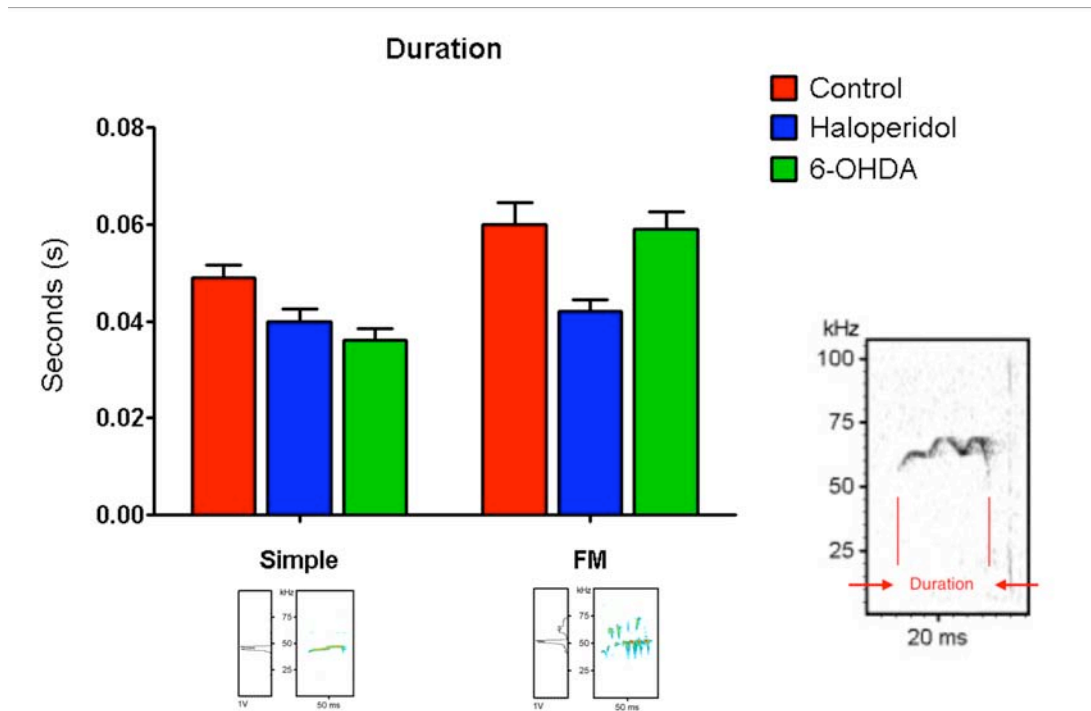 Duration
Control
Haloperidol
6-OHDA
Seconds (s)
0.08
0.06
0.04
0.02
0.00
Simple
FM
kHz
75
50
25
1V
50 ms
kHz
75
50
25
1V
50 ms
kHz
100
75
50
25
Duration
20 ms